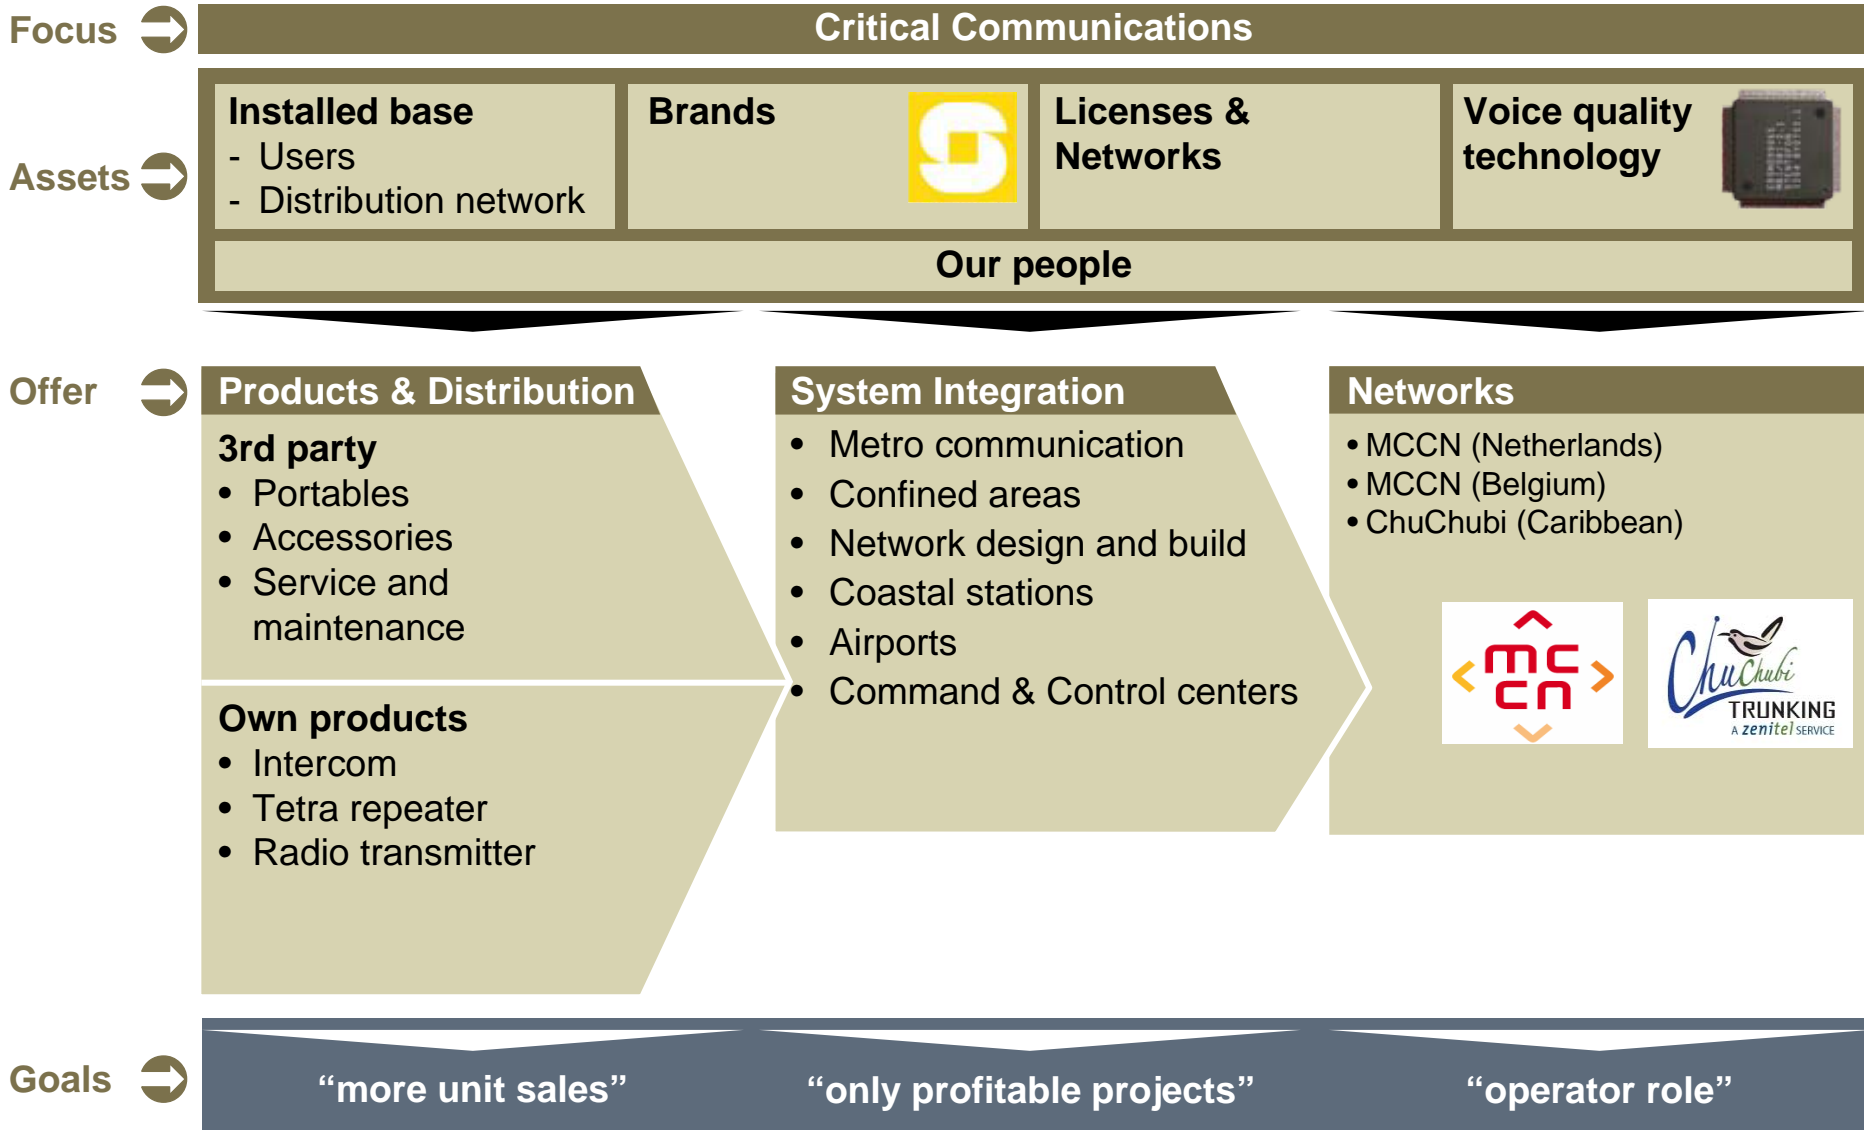 Focus
Critical Communications
Assets
Installed base
- Users
- Distribution network
Brands
Licenses &
Networks
Voice quality
technology
Our people
Offer
Products & Distribution
3rd party
• Portables
• Accessories
• Service and
maintenance
Own products
• Intercom
• Tetra repeater
• Radio transmitter
System Integration
• Metro communication
• Confined areas
• Network design and build
• Coastal stations
• Airports
• Command & Control centers
Networks
• MCCN (Netherlands)
• MCCN (Belgium)
• ChuChubi (Caribbean)
mc
cn
ChuChubi
TRUNKING
A zenitel SERVICE
Goals
“more unit sales”
“only profitable projects”
“operator role”